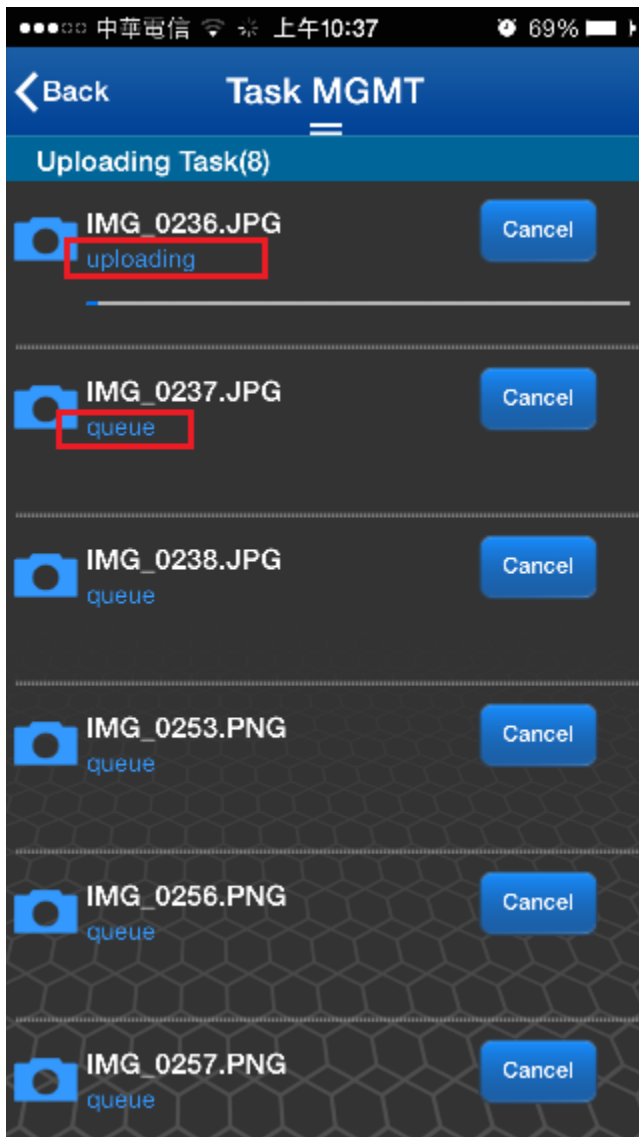 中華電信 上午10:37 69%
Back Task MGMT
Uploading Task(8)
IMG_0236.JPG Cancel
uploading
IMG_0237.JPG Cancel
queue
IMG_0238.JPG Cancel
queue
IMG_0253.PNG Cancel
queue
IMG_0256.PNG Cancel
queue
IMG_0257.PNG Cancel
queue